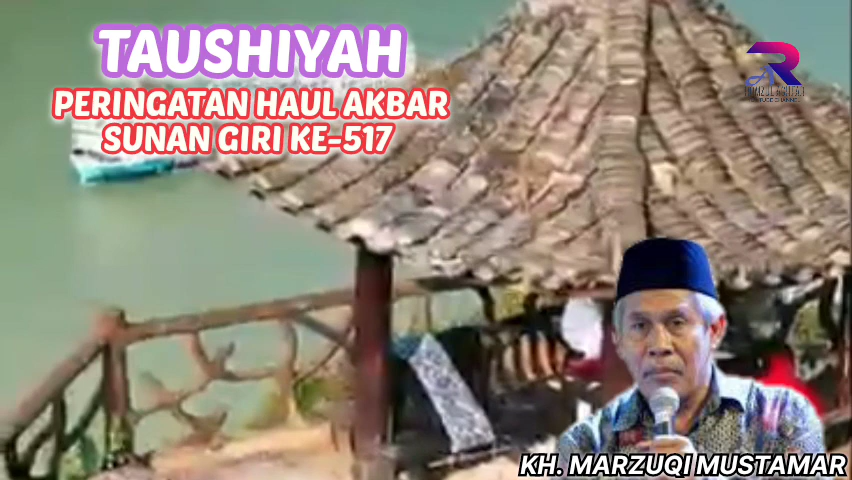 TAUSHIYAH
PERINGATAN HAUL AKBAR
SUNAN GIRI KE-517
KH. MARZUQI MUSTAMAR